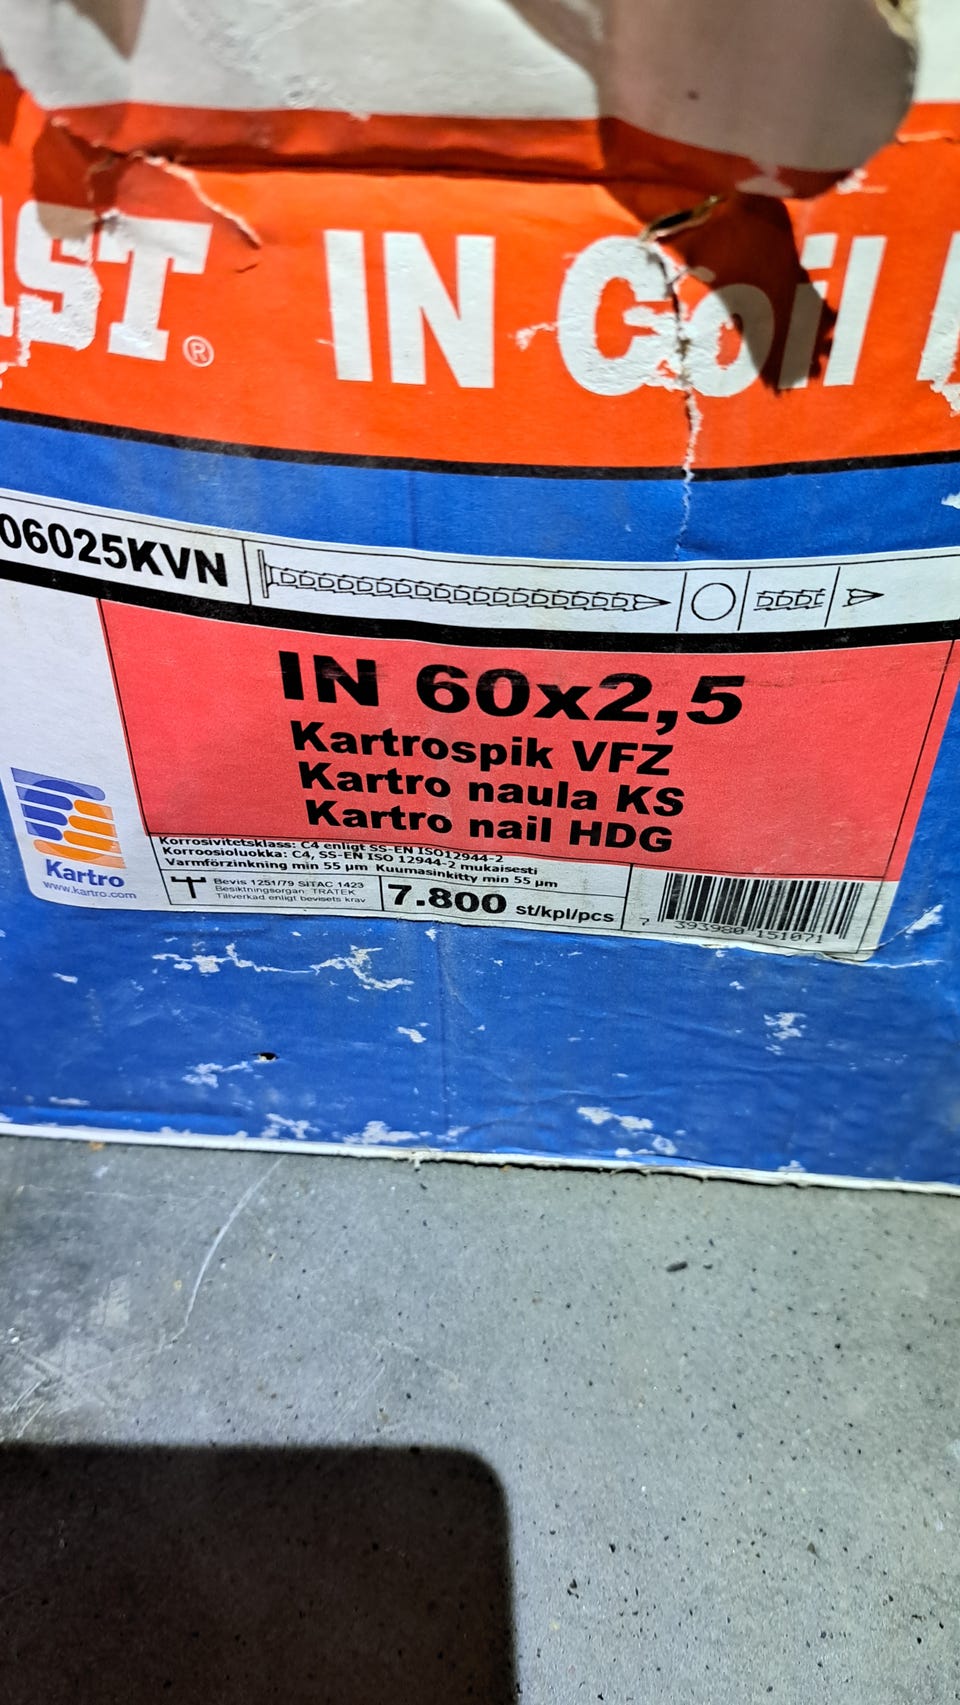 ST® IN Coil
06025KVN
IN 60x2,5
Kartrospik VFZ
Kartro naula KS
Kartro nail HDG
Korrosivitetsklass: C4 enligt SS-EN ISO12944-2
Korroosioluokka: C4, SS-EN ISO 12944-2 mukaisesti
Varmförzinkning min 55 µm Kuumasinkitty min 55 µm
Kartro
www.kartro.com
Bevis 1251/79 SITAC 1423
Besiktningsorgan: TRÄTEK
Tillverkad enligt bevisets krav
7.800 st/kpl/pcs
7 393980 151071